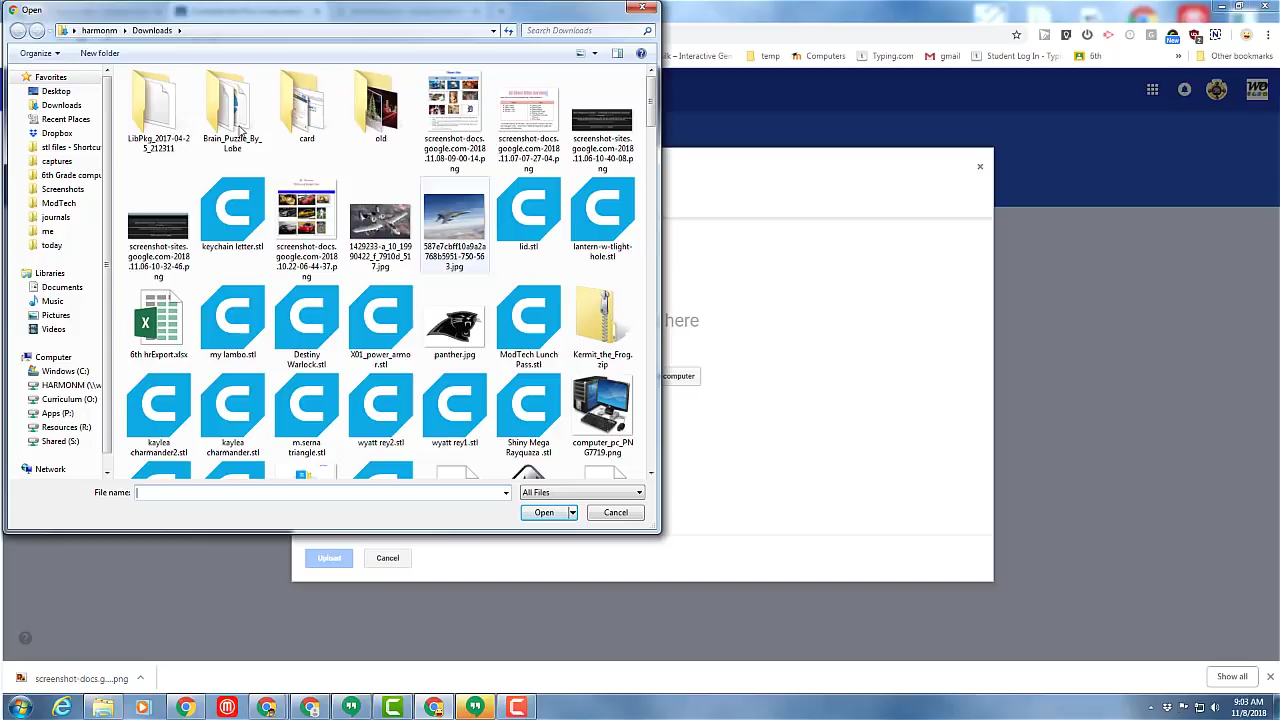 Open
harmonm
Downloads
Search Downloads
Organize
New folder
Favorites
Desktop
Downloads
Recent Places
Dropbox
stl files - Shortcu
captures
6th Grade compu
screenshots
ModTech
journals
me
today
Libraries
Documents
Music
Pictures
Videos
Computer
Windows (C:)
HARMONM (\\w
Curriculum (O:)
Apps (P:)
Resources (R:)
Shared (S:)
Network
LibPkg_2017-04-2
5_212311
Brain_Puzzle_By_
Lobe
card
old
screenshot-docs.
google.com-2018
.11.08-09-00-14.p
ng
screenshot-docs.
google.com-2018
.11.07-07-27-04.p
ng
screenshot-sites.
google.com-2018
.11.06-10-40-08.p
ng
screenshot-sites.
google.com-2018
.11.06-10-32-46.p
ng
keychain letter.stl
screenshot-docs.
google.com-2018
.10.22-06-44-37.p
ng
1429233-a_10_199
90422_f_7910d_51
7.jpg
587e7cbff10a9a2a
768b5951-750-56
3.jpg
lid.stl
lantern-w-tlight-
hole.stl
6th hrExport.xlsx
my lambo.stl
Destiny
Warlock.stl
X01_power_armo
r.stl
panther.jpg
ModTech Lunch
Pass.stl
Kermit_the_Frog.
zip
kaylea
charmander2.stl
kaylea
charmander.stl
m.serna
triangle.stl
wyatt rey2.stl
wyatt rey1.stl
Shiny Mega
Rayquaza .stl
computer_pc_PN
G7719.png
File name:
All Files
Open
Cancel
ilk - Interactive Gen
temp
Computers
Typing.com
gmail
Student Log In - Typ
6th
»
Other bookmarks
New
here
computer
Upload
Cancel
screenshot-docs.g....png
Show all
9:03 AM
11/8/2018